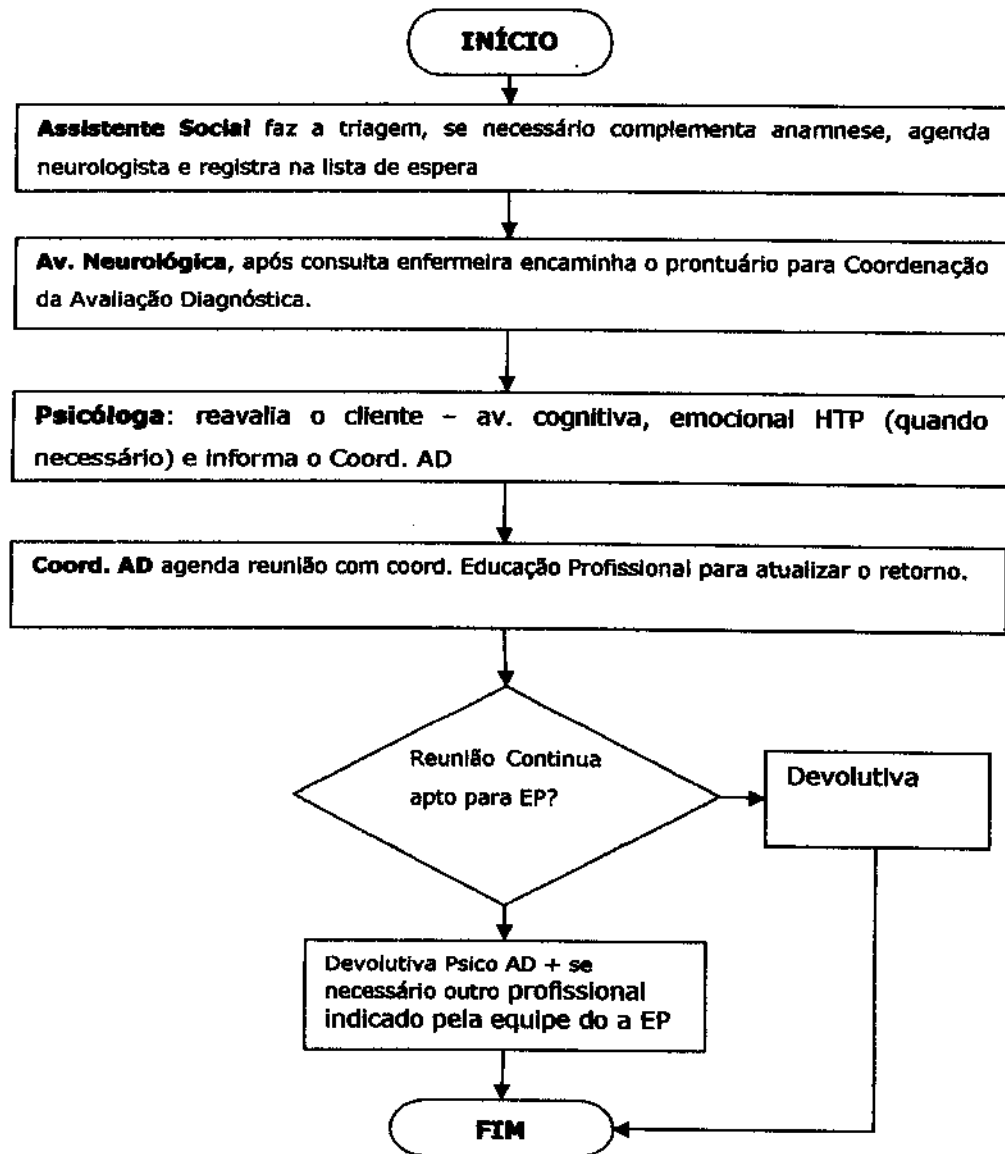 INÍCIO
Assistente Social faz a triagem, se necessário complementa anamnese, agenda
neurologista e registra na lista de espera
Av. Neurológica, após consulta enfermeira encaminha o prontuário para Coordenação
da Avaliação Diagnóstica.
Psicóloga: reavalia o cliente – av. cognitiva, emocional HTP (quando
necessário) e informa o Coord. AD
Coord. AD agenda reunião com coord. Educação Profissional para atualizar o retorno.
Reunião Continua
apto para EP?
Devolutiva
Devolutiva Psico AD + se
necessário outro profissional
indicado pela equipe do a EP
FIM